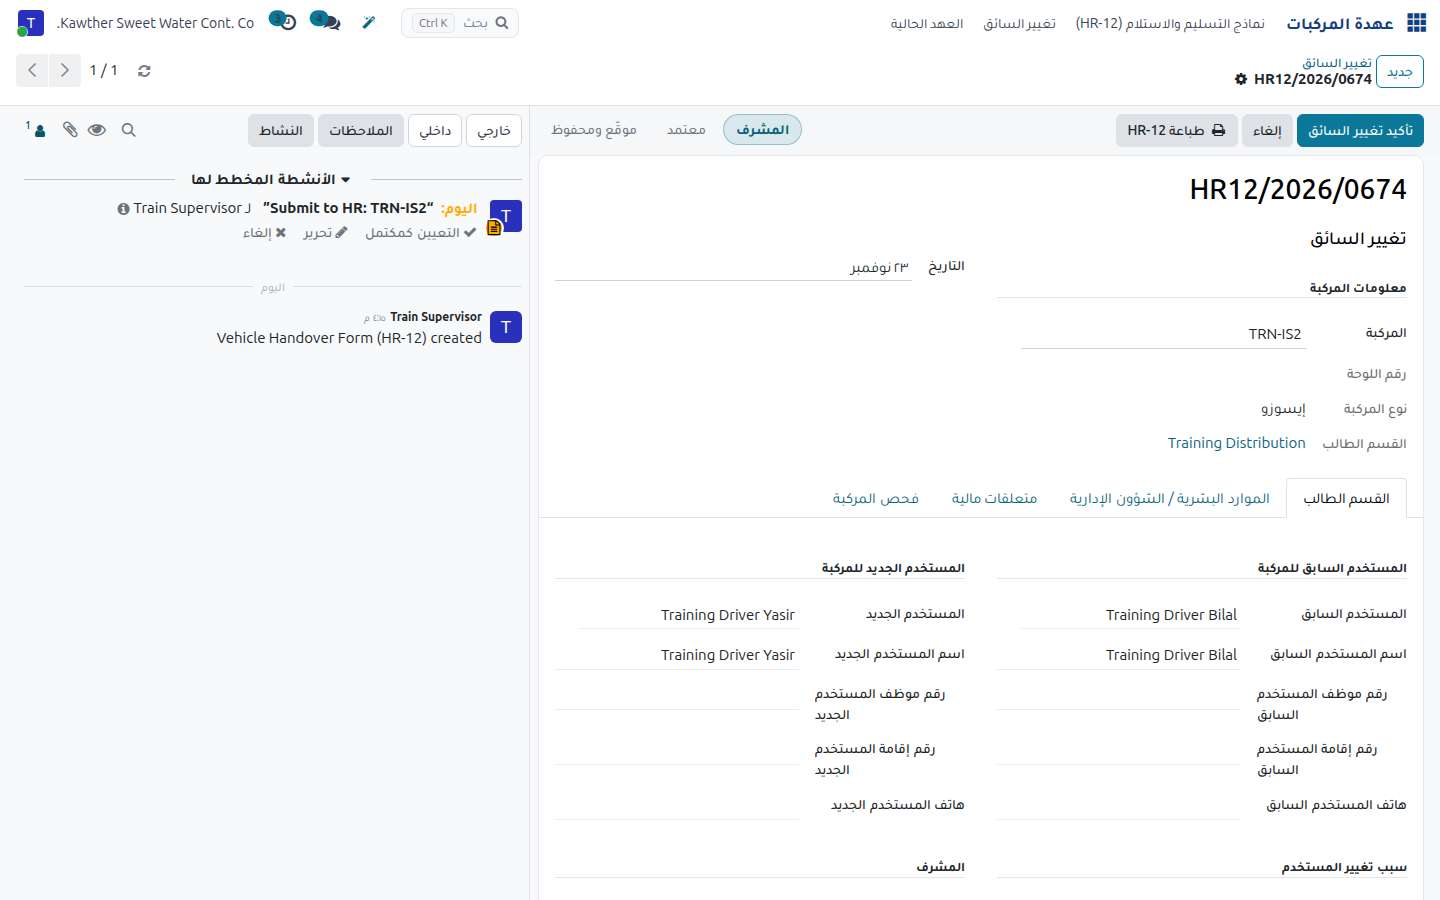 عهدة المركبات
نماذج التسليم والاستلام (HR-12)
تغيير السائق
العهد الحالية
بحث
Ctrl K
4
3
Kawther Sweet Water Cont. Co.
T
جديد
تغيير السائق
HR12/2026/0674
1 / 1
تأكيد تغيير السائق
إلغاء
طباعة HR-12
المشرف
معتمد
موقّع ومحفوظ
خارجي
داخلي
الملاحظات
النشاط
1
HR12/2026/0674
تغيير السائق
التاريخ
٢٣ نوفمبر
معلومات المركبة
المركبة
TRN-IS2
رقم اللوحة
نوع المركبة
إيسوزو
القسم الطالب
Training Distribution
القسم الطالب
الموارد البشرية / الشؤون الإدارية
متعلقات مالية
فحص المركبة
المستخدم السابق للمركبة
المستخدم السابق
Training Driver Bilal
اسم المستخدم السابق
Training Driver Bilal
رقم موظف المستخدم
السابق
رقم إقامة المستخدم
السابق
هاتف المستخدم السابق
المستخدم الجديد للمركبة
المستخدم الجديد
Training Driver Yasir
اسم المستخدم الجديد
Training Driver Yasir
رقم موظف المستخدم
الجديد
رقم إقامة المستخدم
الجديد
هاتف المستخدم الجديد
سبب تغيير المستخدم
المشرف
الأنشطة المخطط لها
T
اليوم: “Submit to HR: TRN-IS2” لـ Train Supervisor
التعيين كمكتمل
تحرير
إلغاء
اليوم
T
Train Supervisor
Vehicle Handover Form (HR-12) created